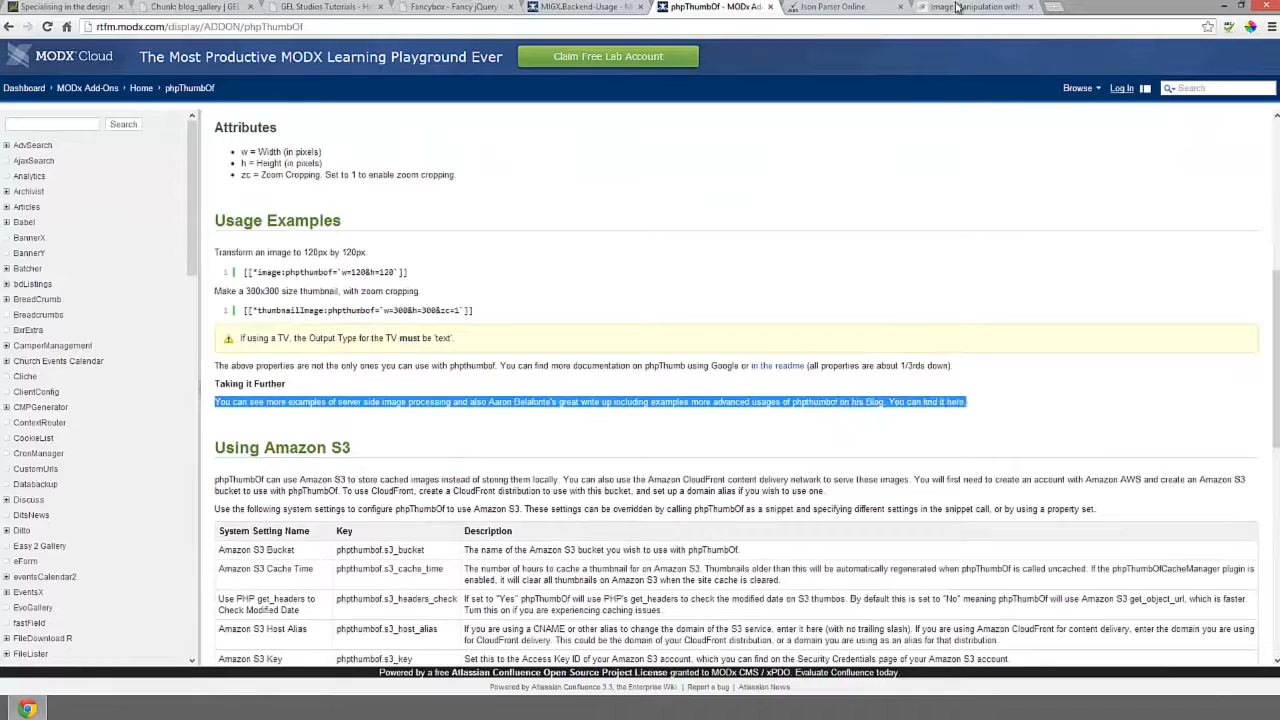 Specialising in the design
Chunk: blog_gallery | GEL
GEL Studios Tutorials - H
Fancybox - Fancy jQuery
MIGX.Backend-Usage - M
phpThumbOf - MODx Ad
Json Parser Online
Image Manipulation with
rtfm.modx.com/display/ADDON/phpThumbOf
MODX Cloud
The Most Productive MODX Learning Playground Ever
Claim Free Lab Account
Dashboard › MODx Add-Ons › Home › phpThumbOf
Browse
Log In
Search
Search
AdvSearch
AjaxSearch
Analytics
Archivist
Articles
Babel
BannerX
BannerY
Batcher
bdListings
BreadCrumb
Breadcrumbs
BxrExtra
CamperManagement
Church Events Calendar
Cliche
ClientConfig
CMPGenerator
ContextRouter
CookieList
CronManager
CustomUrls
Databackup
Discuss
DitsNews
Ditto
Easy 2 Gallery
eForm
eventsCalendar2
EventsX
EvoGallery
fastField
FileDownload R
FileLister
Attributes
• w = Width (in pixels)
• h = Height (in pixels)
• zc = Zoom Cropping. Set to 1 to enable zoom cropping.
Usage Examples
Transform an image to 120px by 120px.
1 [[*image:phpthumbof=`w=120&h=120`]]
Make a 300x300 size thumbnail, with zoom cropping.
1 [[*thumbnailImage:phpthumbof=`w=300&h=300&zc=1`]]
If using a TV, the Output Type for the TV must be 'text'.
The above properties are not the only ones you can use with phpthumbof. You can find more documentation on phpThumb using Google or in the readme (all properties are about 1/3rds down).
Taking it Further
You can see more examples of server side image processing and also Aaron Belafonte's great write up including examples more advanced usages of phpthumbof on his Blog. You can find it here.
Using Amazon S3
phpThumbOf can use Amazon S3 to store cached images instead of storing them locally. You can also use the Amazon CloudFront content delivery network to serve these images. You will first need to create an account with Amazon AWS and create an Amazon S3
bucket to use with phpThumbOf. To use CloudFront, create a CloudFront distribution to use with this bucket, and set up a domain alias if you wish to use one.
Use the following system settings to configure phpThumbOf to use Amazon S3. These settings can be overridden by calling phpThumbOf as a snippet and specifying different settings in the snippet call, or by using a property set.
System Setting Name Key Description
Amazon S3 Bucket phpthumbof.s3_bucket The name of the Amazon S3 bucket you wish to use with phpThumbOf.
Amazon S3 Cache Time phpthumbof.s3_cache_time The number of hours to cache a thumbnail for on Amazon S3. Thumbnails older than this will be automatically regenerated when phpThumbOf is called uncached. If the phpThumbOfCacheManager plugin is
enabled, it will clear all thumbnails on Amazon S3 when the site cache is cleared.
Use PHP get_headers to phpthumbof.s3_headers_check If set to "Yes" phpThumbOf will use PHP's get_headers to check the modified date on S3 thumbs. By default this is set to "No" meaning phpThumbOf will use Amazon S3 get_object_url, which is faster.
Check Modified Date Turn this on if you are experiencing caching issues.
Amazon S3 Host Alias phpthumbof.s3_host_alias If you are using a CNAME or other alias to change the domain of the S3 service, enter it here (with no trailing slash). If you are using Amazon CloudFront for content delivery, enter the domain you are using
for CloudFront delivery. This could be the domain of your CloudFront distribution, or a domain you are using as an alias for that distribution.
Amazon S3 Key phpthumbof.s3_key Set this to the Access Key ID of your Amazon S3 account, which you can find on the Security Credentials page of your Amazon S3 account.
Powered by a free Atlassian Confluence Open Source Project License granted to MODx CMS / xPDO. Evaluate Confluence today.
Powered by Atlassian Confluence 3.3, the Enterprise Wiki. | Report a bug | Atlassian News